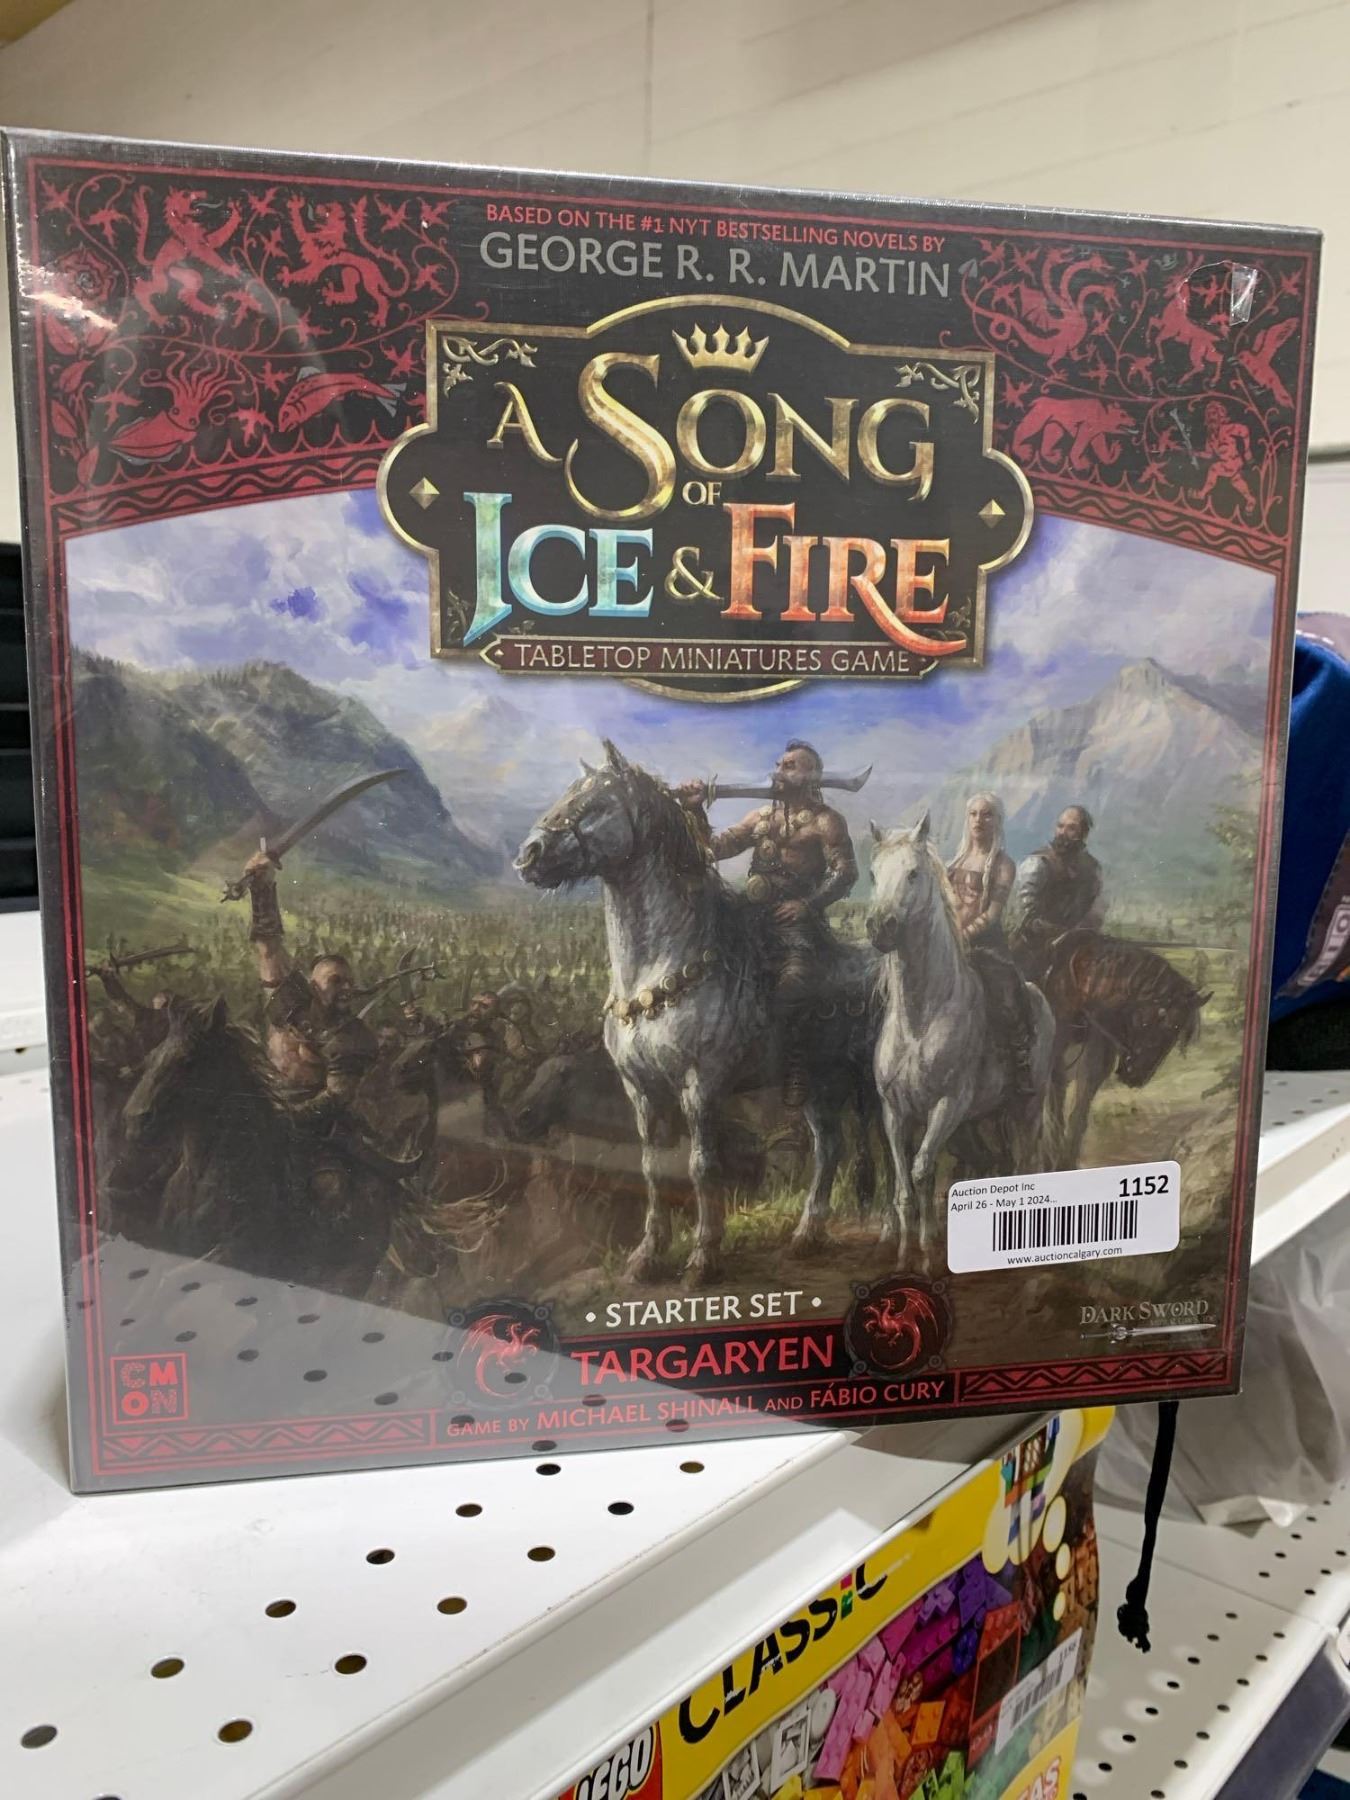 BASED ON THE #1 NYT BESTSELLING NOVELS BY
GEORGE R. R. MARTIN
A SONG
OF
ICE & FIRE
TABLETOP MINIATURES GAME
Auction Depot Inc
1152
April 26 - May 1 2024...
www.auctioncalgary.com
• STARTER SET •
TARGARYEN
GAME BY MICHAEL SHINALL AND FÁBIO CURY
DARK SWORD
CMON
CLASSIC
LEGO